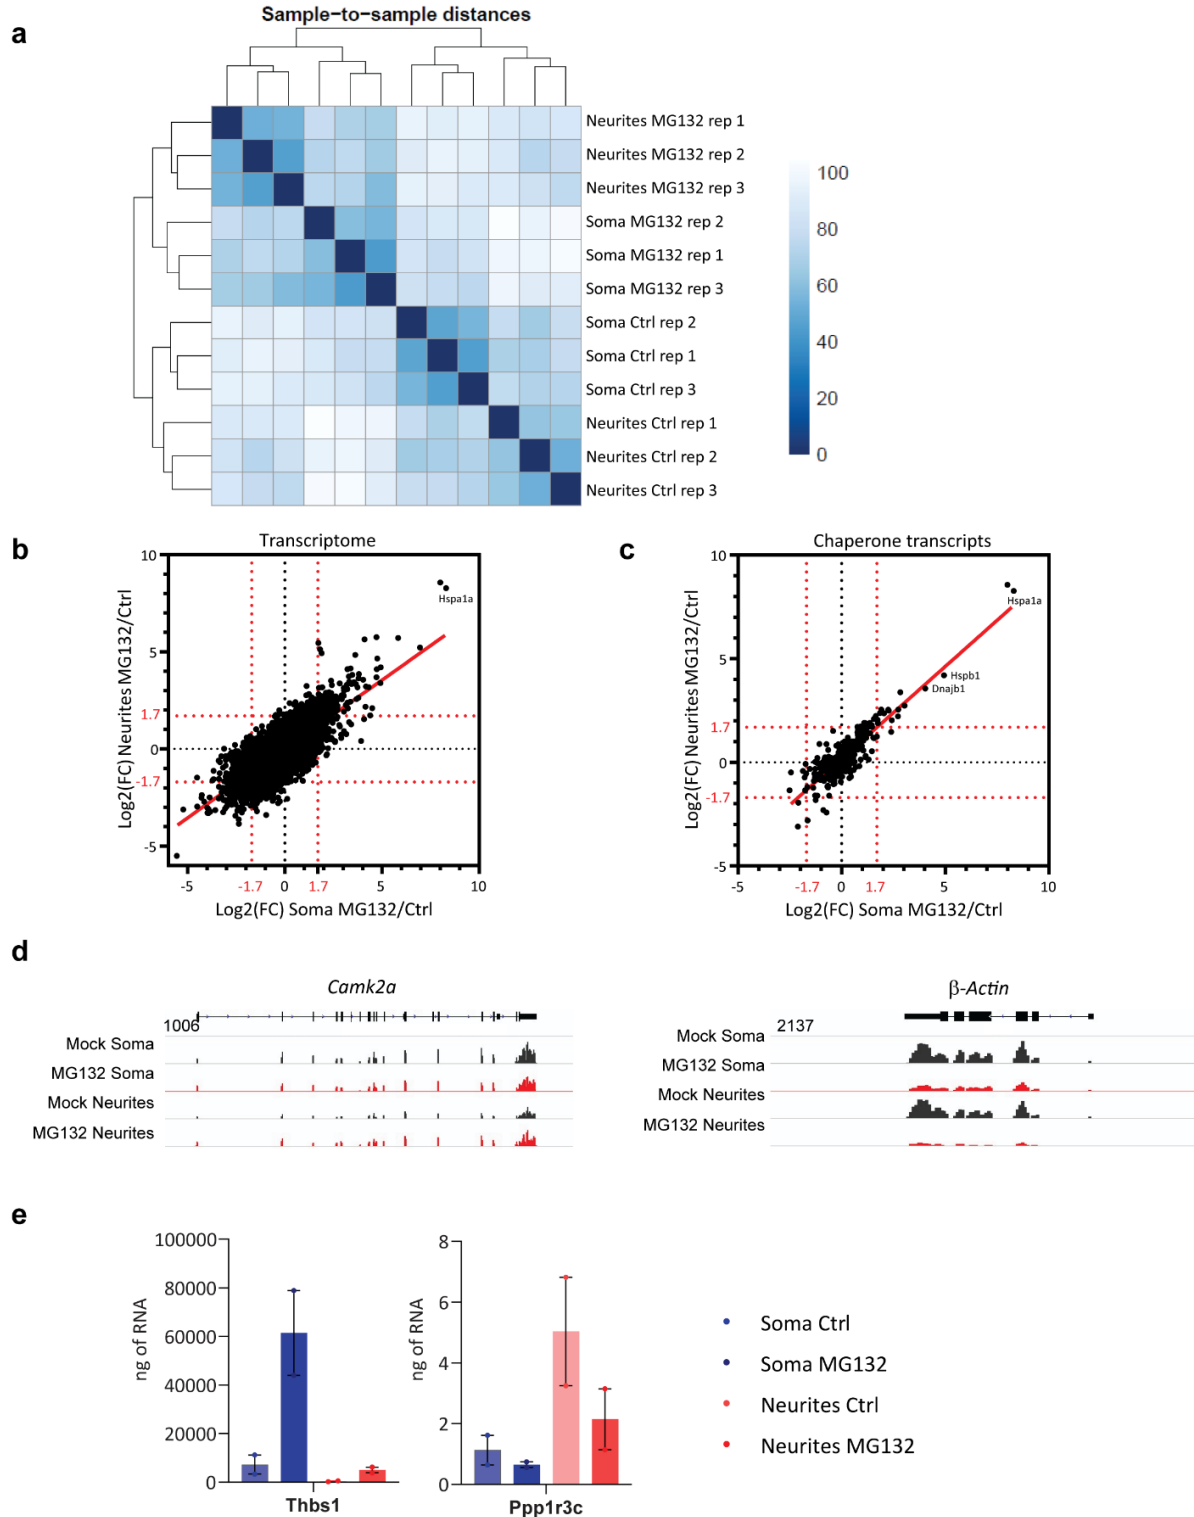 a
Sample-to-sample distances
Neurites MG132 rep 1
Neurites MG132 rep 2
Neurites MG132 rep 3
Soma MG132 rep 2
Soma MG132 rep 1
Soma MG132 rep 3
Soma Ctrl rep 2
Soma Ctrl rep 1
Soma Ctrl rep 3
Neurites Ctrl rep 1
Neurites Ctrl rep 2
Neurites Ctrl rep 3
100
80
60
40
20
0
b
Transcriptome
Log2(FC) Neurites MG132/Ctrl
10
5
1.7
0
-1.7
-5
Hspa1a
-5 -1.7 0 1.7 5 10
Log2(FC) Soma MG132/Ctrl
c
Chaperone transcripts
Log2(FC) Neurites MG132/Ctrl
10
5
1.7
0
-1.7
-5
Hspa1a
Hspb1
Dnajb1
-5 -1.7 0 1.7 5 10
Log2(FC) Soma MG132/Ctrl
d
Camk2a
1006
Mock Soma
MG132 Soma
Mock Neurites
MG132 Neurites
β-Actin
2137
Mock Soma
MG132 Soma
Mock Neurites
MG132 Neurites
e
ng of RNA
100000
80000
60000
40000
20000
0
Thbs1
ng of RNA
8
6
4
2
0
Ppp1r3c
Soma Ctrl
Soma MG132
Neurites Ctrl
Neurites MG132